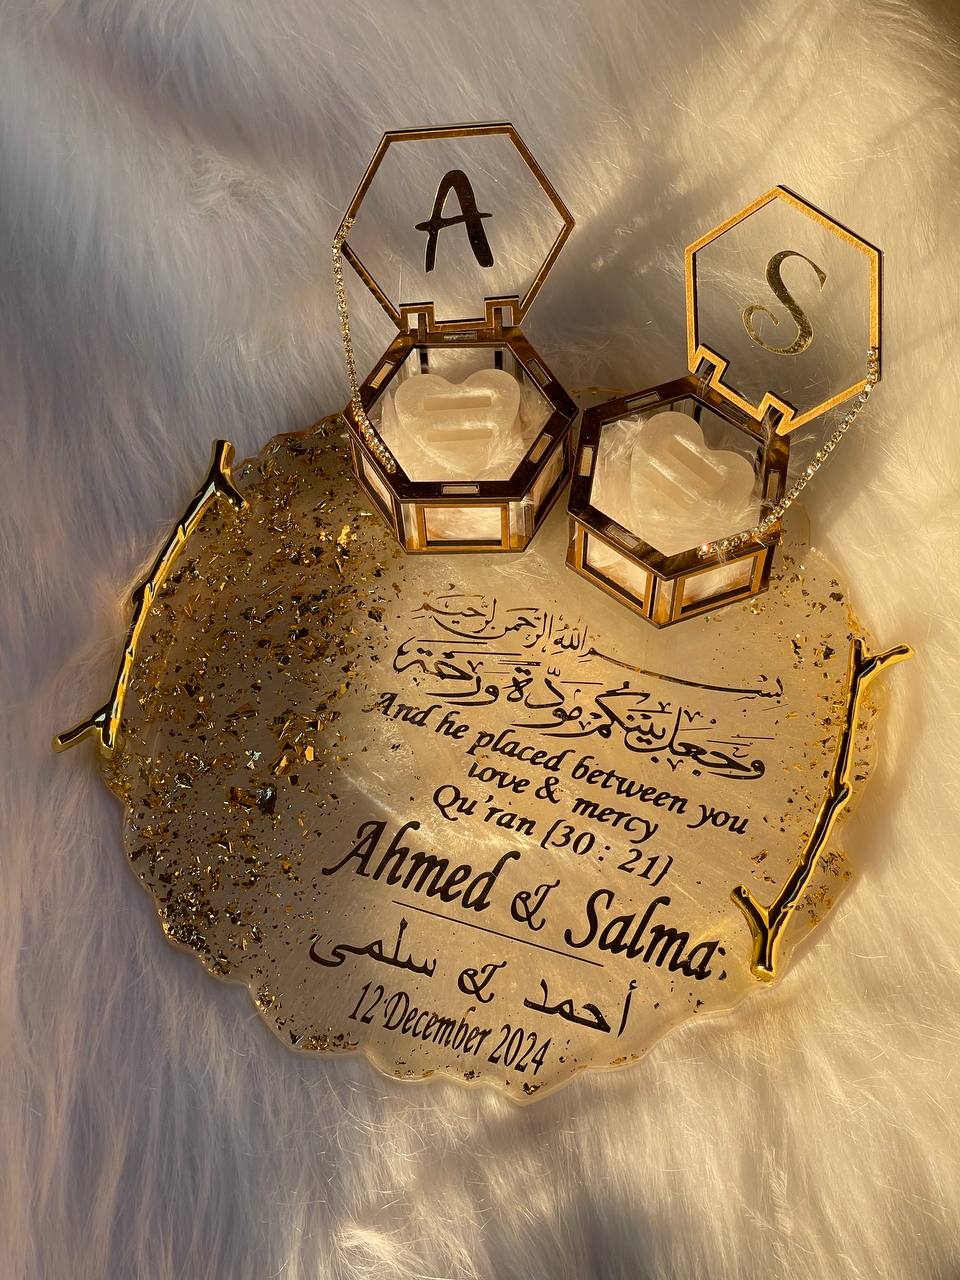 A
S
بسم الله الرحمن الرحيم
وجعل بينكم مودة ورحمة
And he placed between you
love & mercy
Qu'ran [30 : 21]
Ahmed & Salma
أحمد & سلمى
12 December 2024